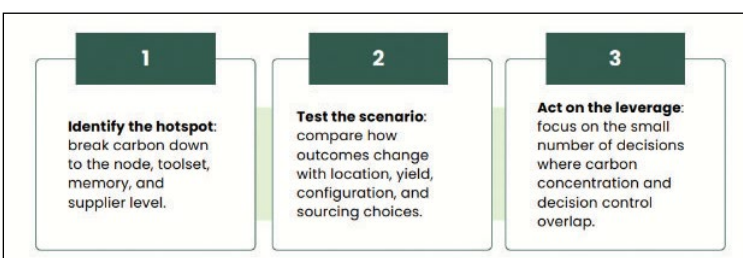 1
Identify the hotspot:
break carbon down
to the node, toolset,
memory, and
supplier level.
2
Test the scenario:
compare how
outcomes change
with location, yield,
configuration, and
sourcing choices.
3
Act on the leverage:
focus on the small
number of decisions
where carbon
concentration and
decision control
overlap.